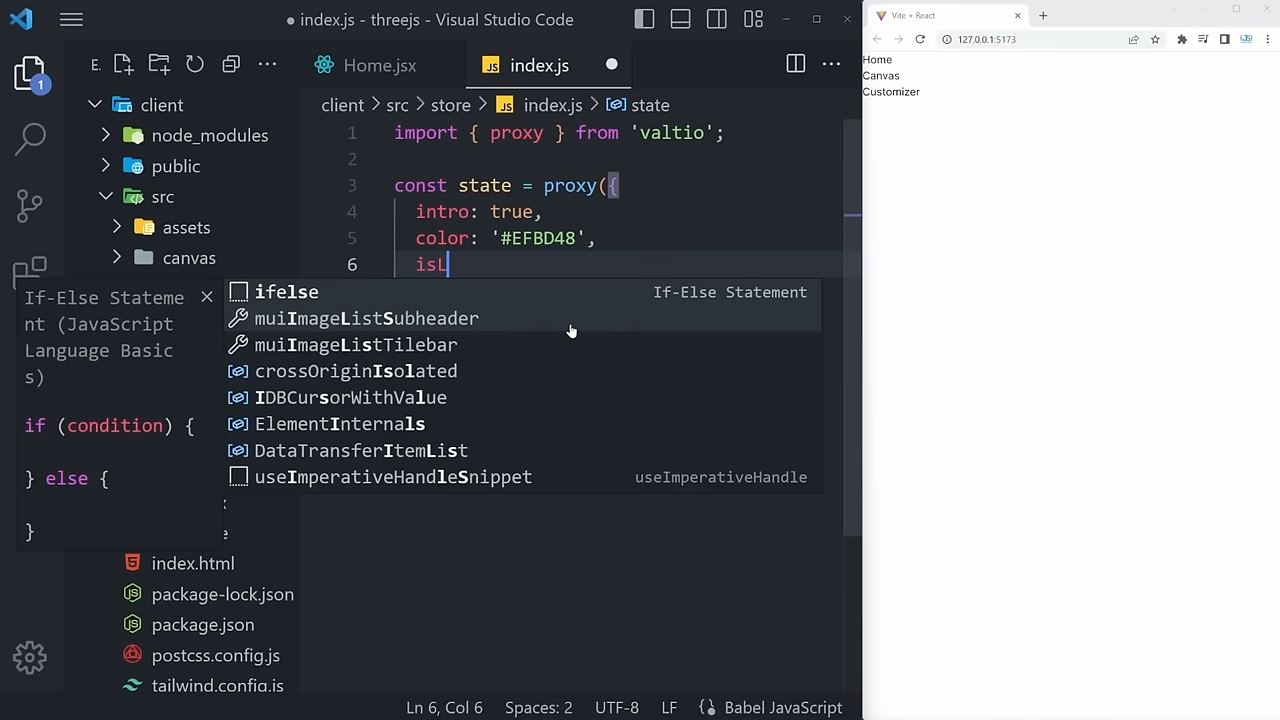 index.js - threejs - Visual Studio Code
E.
Home.jsx
index.js
1
client
src
store
index.js
state
client
node_modules
public
src
assets
canvas
1 import { proxy } from 'valtio';
2
3 const state = proxy({
4 intro: true,
5 color: '#EFBD48',
6 isL
If-Else Stateme
nt (JavaScript
Language Basic
s)
if (condition) {
} else {
}
ifelse If-Else Statement
muiImageListSubheader
muiImageListTilebar
crossOriginIsolated
IDBCursorWithValue
ElementInternals
DataTransferItemList
useImperativeHandleSnippet useImperativeHandle
index.html
package-lock.json
package.json
postcss.config.js
tailwind.config.js
Ln 6, Col 6 Spaces: 2 UTF-8 LF Babel JavaScript
Vite + React
127.0.0.1:5173
Home
Canvas
Customizer